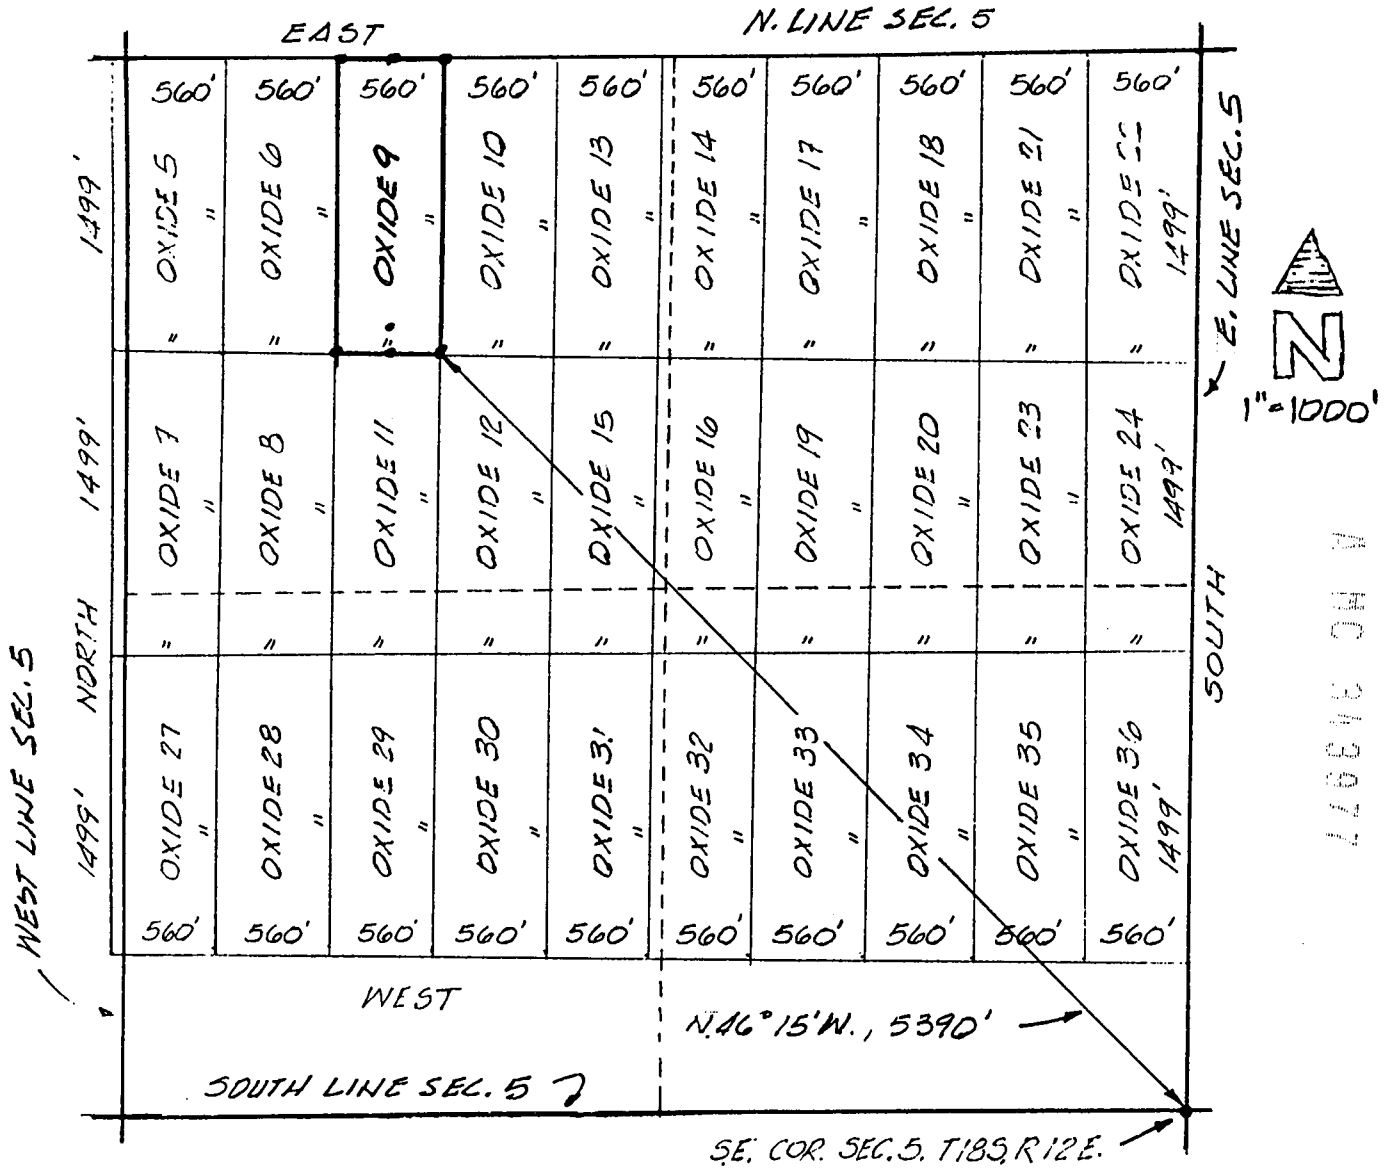 EAST
N. LINE SEC. 5
560' 560' 560' 560' 560' 560' 560' 560' 560' 560'
1499'
OXIDE 5
OXIDE 6
OXIDE 9
OXIDE 10
OXIDE 13
OXIDE 14
OXIDE 17
OXIDE 18
OXIDE 21
OXIDE
1499'
" " " " " " " " "
" " " " " " " " " "
E. LINE SEC. 5
N
1"=1000'
1499'
OXIDE 7
OXIDE 8
OXIDE 11
OXIDE 12
OXIDE 15
OXIDE 16
OXIDE 19
OXIDE 20
OXIDE 23
OXIDE 24
1499'
" " " " " " " " "
" " " " " " " " " "
NORTH
SOUTH
A MC 343977
WEST LINE SEC. 5
1499'
OXIDE 27
OXIDE 28
OXIDE 29
OXIDE 30
OXIDE 31
OXIDE 32
OXIDE 33
OXIDE 34
OXIDE 35
OXIDE 36
1499'
" " " " " " " " "
560' 560' 560' 560' 560' 560' 560' 560' 560' 560'
WEST
N.46°15'W., 5390'
SOUTH LINE SEC. 5
S.E. COR. SEC. 5. T18S, R12E.